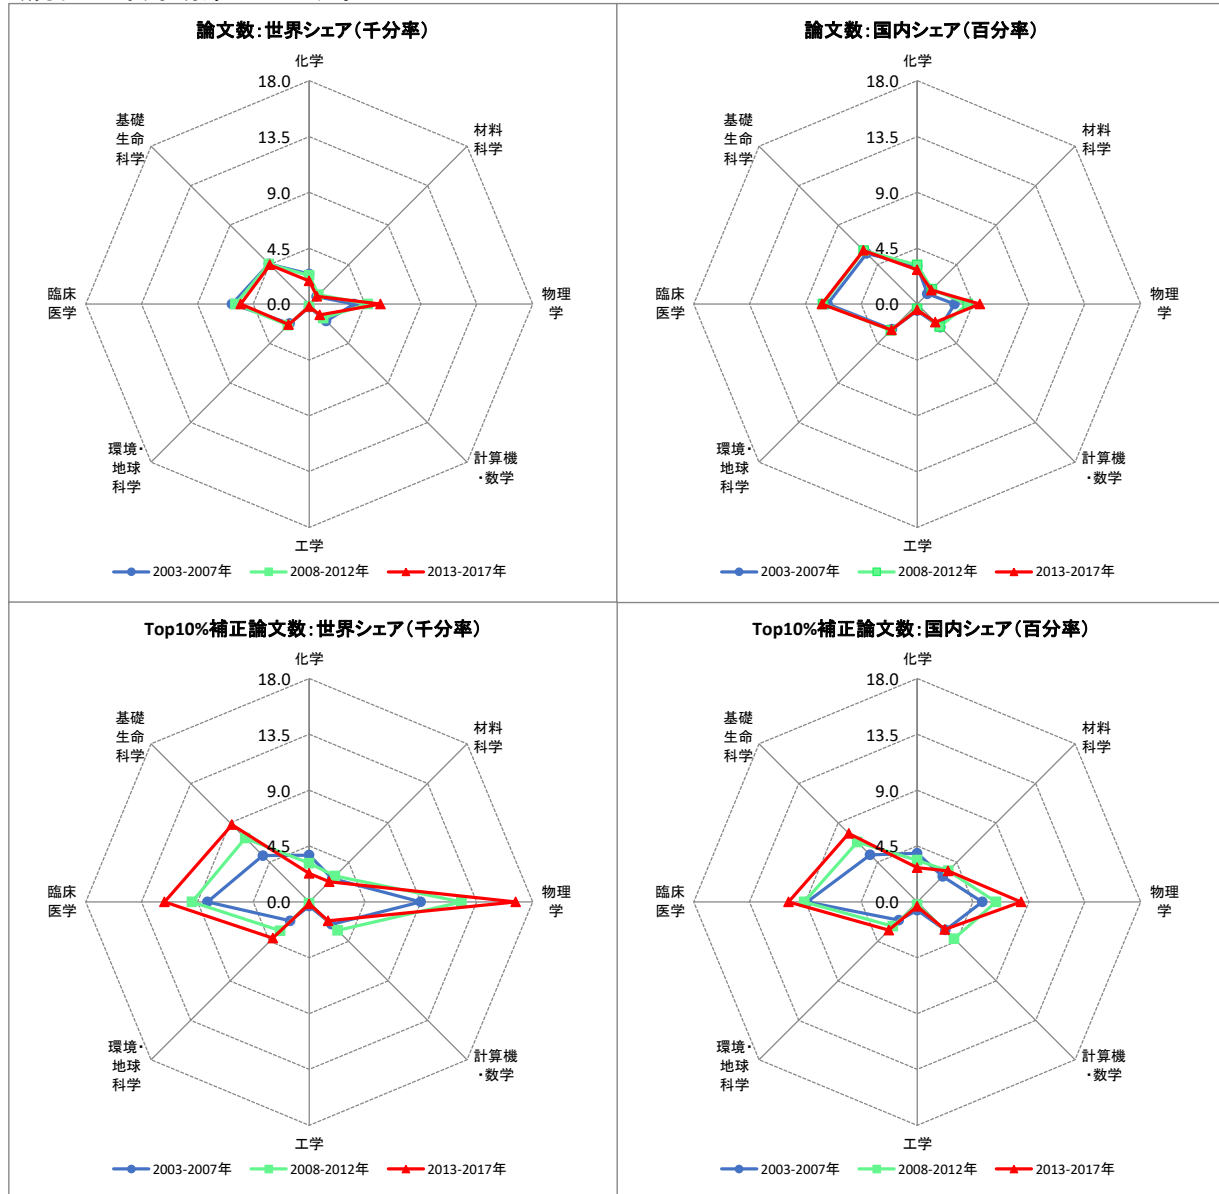 論文数：世界シェア（千分率）
化学
18.0
13.5
9.0
4.5
0.0
材料
科学
物理
学
計算機
・数学
工学
環境・
地球
科学
臨床
医学
基礎
生命
科学
2003-2007年 2008-2012年 2013-2017年
論文数：国内シェア（百分率）
化学
18.0
13.5
9.0
4.5
0.0
材料
科学
物理
学
計算機
・数学
工学
環境・
地球
科学
臨床
医学
基礎
生命
科学
2003-2007年 2008-2012年 2013-2017年
Top10%補正論文数：世界シェア（千分率）
化学
18.0
13.5
9.0
4.5
0.0
材料
科学
物理
学
計算機
・数学
工学
環境・
地球
科学
臨床
医学
基礎
生命
科学
2003-2007年 2008-2012年 2013-2017年
Top10%補正論文数：国内シェア（百分率）
化学
18.0
13.5
9.0
4.5
0.0
材料
科学
物理
学
計算機
・数学
工学
環境・
地球
科学
臨床
医学
基礎
生命
科学
2003-2007年 2008-2012年 2013-2017年